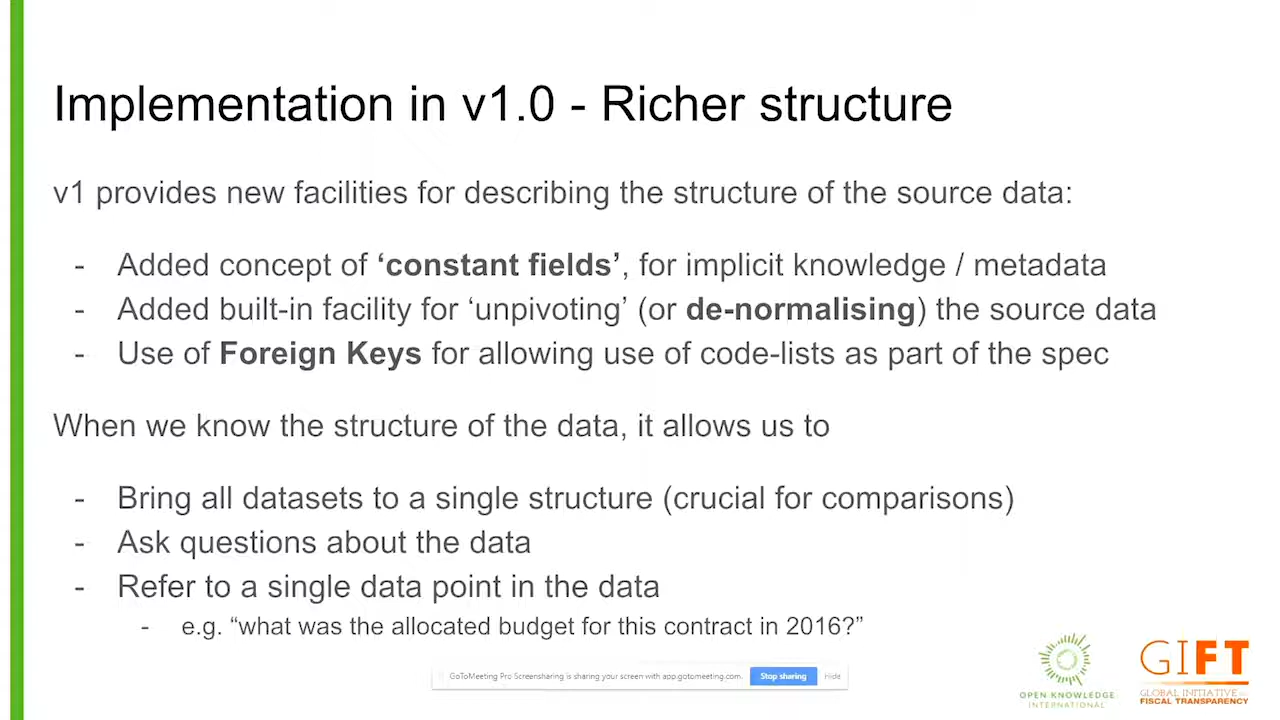 Implementation in v1.0 - Richer structure
v1 provides new facilities for describing the structure of the source data:
- Added concept of ‘constant fields’, for implicit knowledge / metadata
- Added built-in facility for ‘unpivoting’ (or de-normalising) the source data
- Use of Foreign Keys for allowing use of code-lists as part of the spec
When we know the structure of the data, it allows us to
- Bring all datasets to a single structure (crucial for comparisons)
- Ask questions about the data
- Refer to a single data point in the data
- e.g. “what was the allocated budget for this contract in 2016?”
GoToMeeting Pro Screensharing is sharing your screen with app.gotomeeting.com.
Stop sharing
Hide
OPEN KNOWLEDGE
INTERNATIONAL
GIFT
GLOBAL INITIATIVE
FISCAL TRANSPARENCY